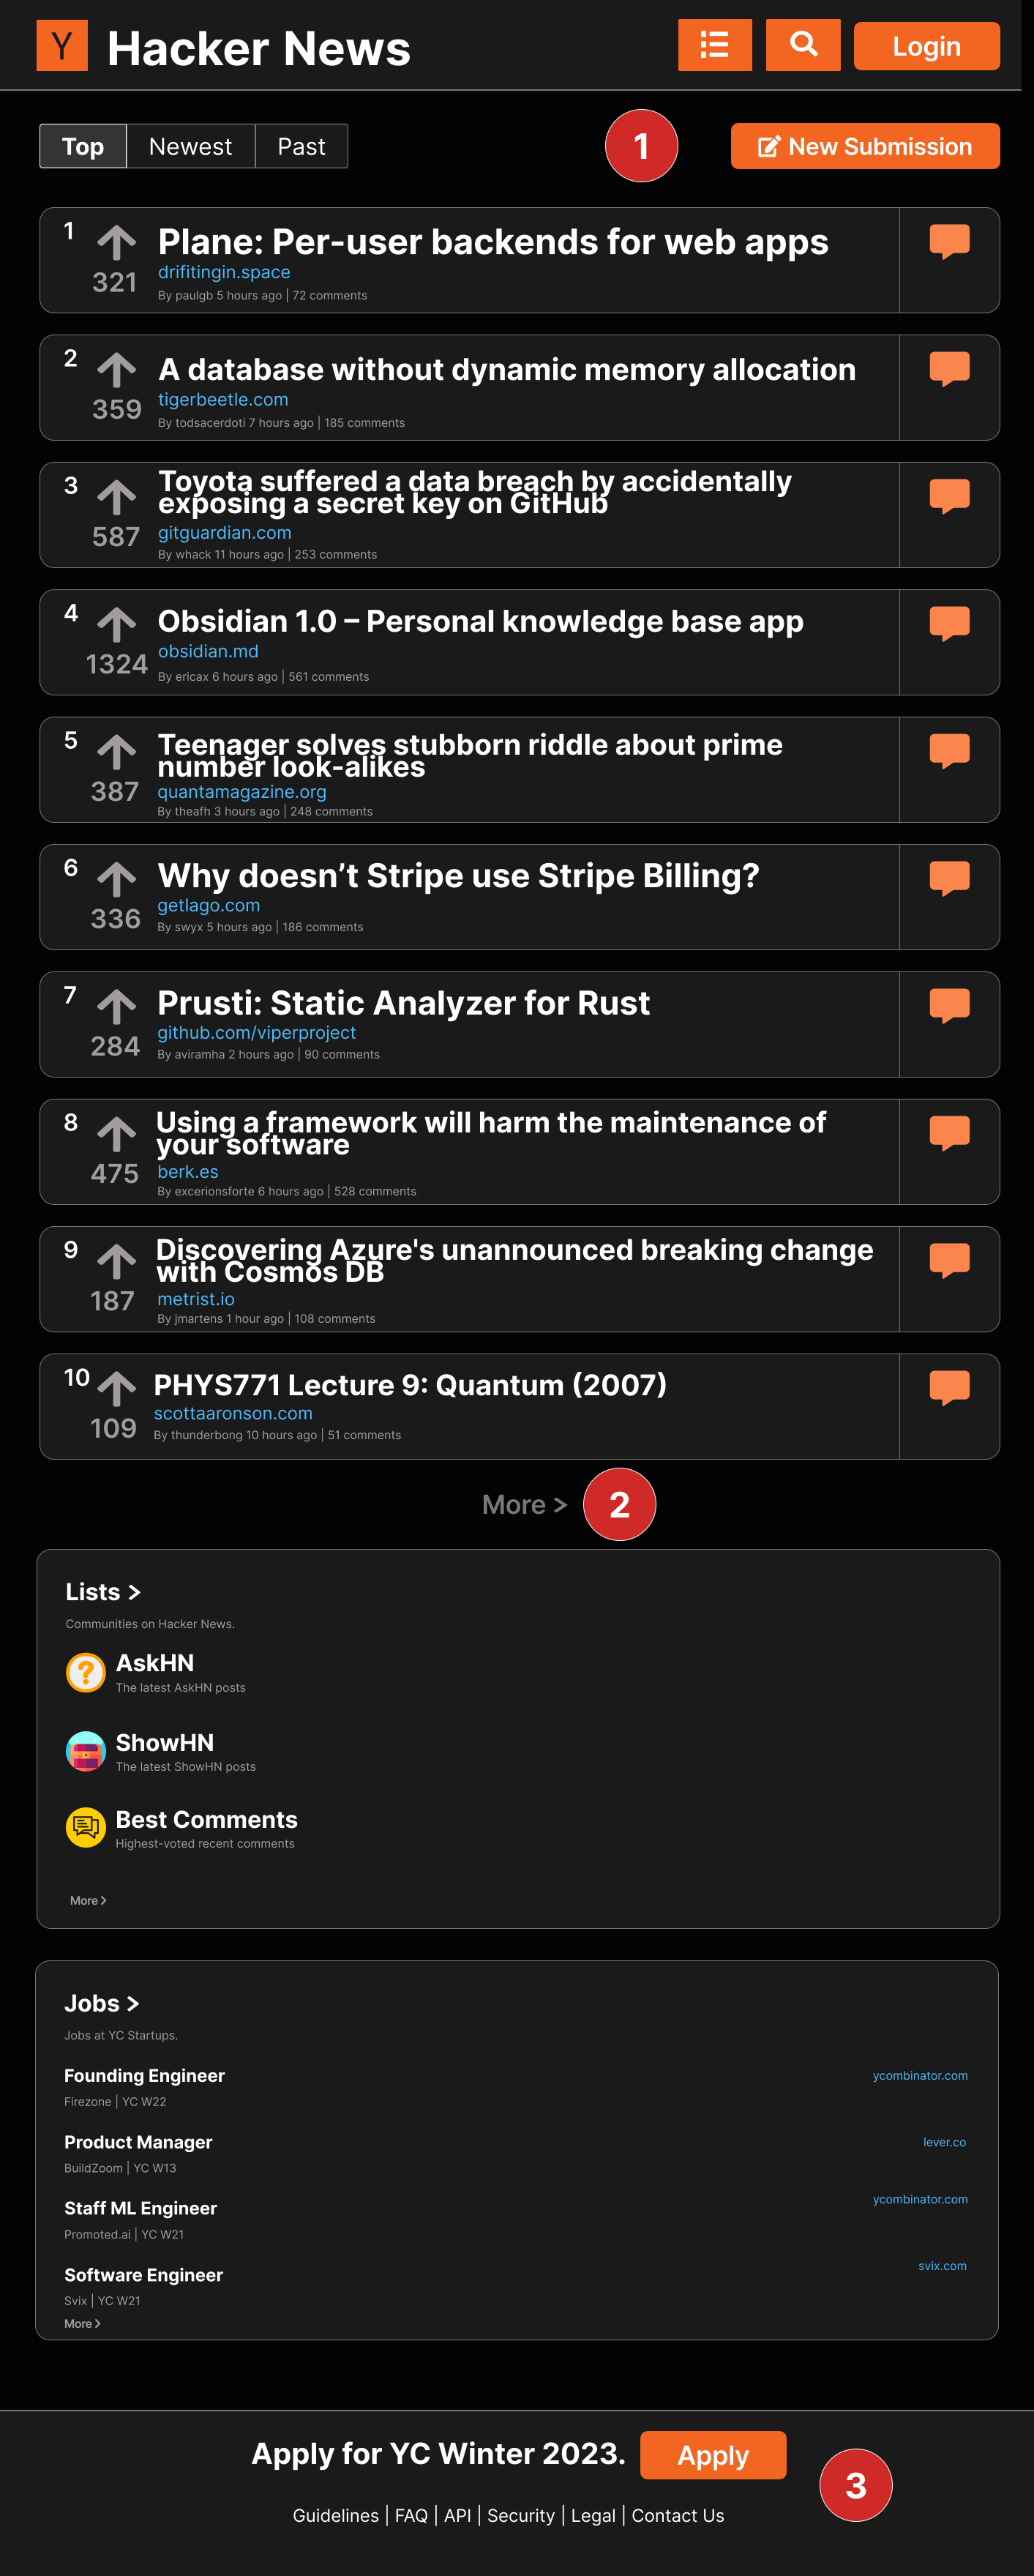 Y Hacker News Login
Top Newest Past 1 New Submission
1
Plane: Per-user backends for web apps
321
drifitingin.space
By paulgb 5 hours ago | 72 comments
2
A database without dynamic memory allocation
359
tigerbeetle.com
By todsacerdoti 7 hours ago | 185 comments
3
Toyota suffered a data breach by accidentally
exposing a secret key on GitHub
587
gitguardian.com
By whack 11 hours ago | 253 comments
4
Obsidian 1.0 – Personal knowledge base app
1324
obsidian.md
By ericax 6 hours ago | 561 comments
5
Teenager solves stubborn riddle about prime
number look-alikes
387
quantamagazine.org
By theafh 3 hours ago | 248 comments
6
Why doesn’t Stripe use Stripe Billing?
336
getlago.com
By swyx 5 hours ago | 186 comments
7
Prusti: Static Analyzer for Rust
284
github.com/viperproject
By aviramha 2 hours ago | 90 comments
8
Using a framework will harm the maintenance of
your software
475
berk.es
By excerionsforte 6 hours ago | 528 comments
9
Discovering Azure's unannounced breaking change
with Cosmos DB
187
metrist.io
By jmartens 1 hour ago | 108 comments
10
PHYS771 Lecture 9: Quantum (2007)
109
scottaaronson.com
By thunderbong 10 hours ago | 51 comments
More > 2
Lists >
Communities on Hacker News.
AskHN
The latest AskHN posts
ShowHN
The latest ShowHN posts
Best Comments
Highest-voted recent comments
More >
Jobs >
Jobs at YC Startups.
Founding Engineer ycombinator.com
Firezone | YC W22
Product Manager lever.co
BuildZoom | YC W13
Staff ML Engineer ycombinator.com
Promoted.ai | YC W21
Software Engineer svix.com
Svix | YC W21
More >
Apply for YC Winter 2023. Apply
3
Guidelines | FAQ | API | Security | Legal | Contact Us